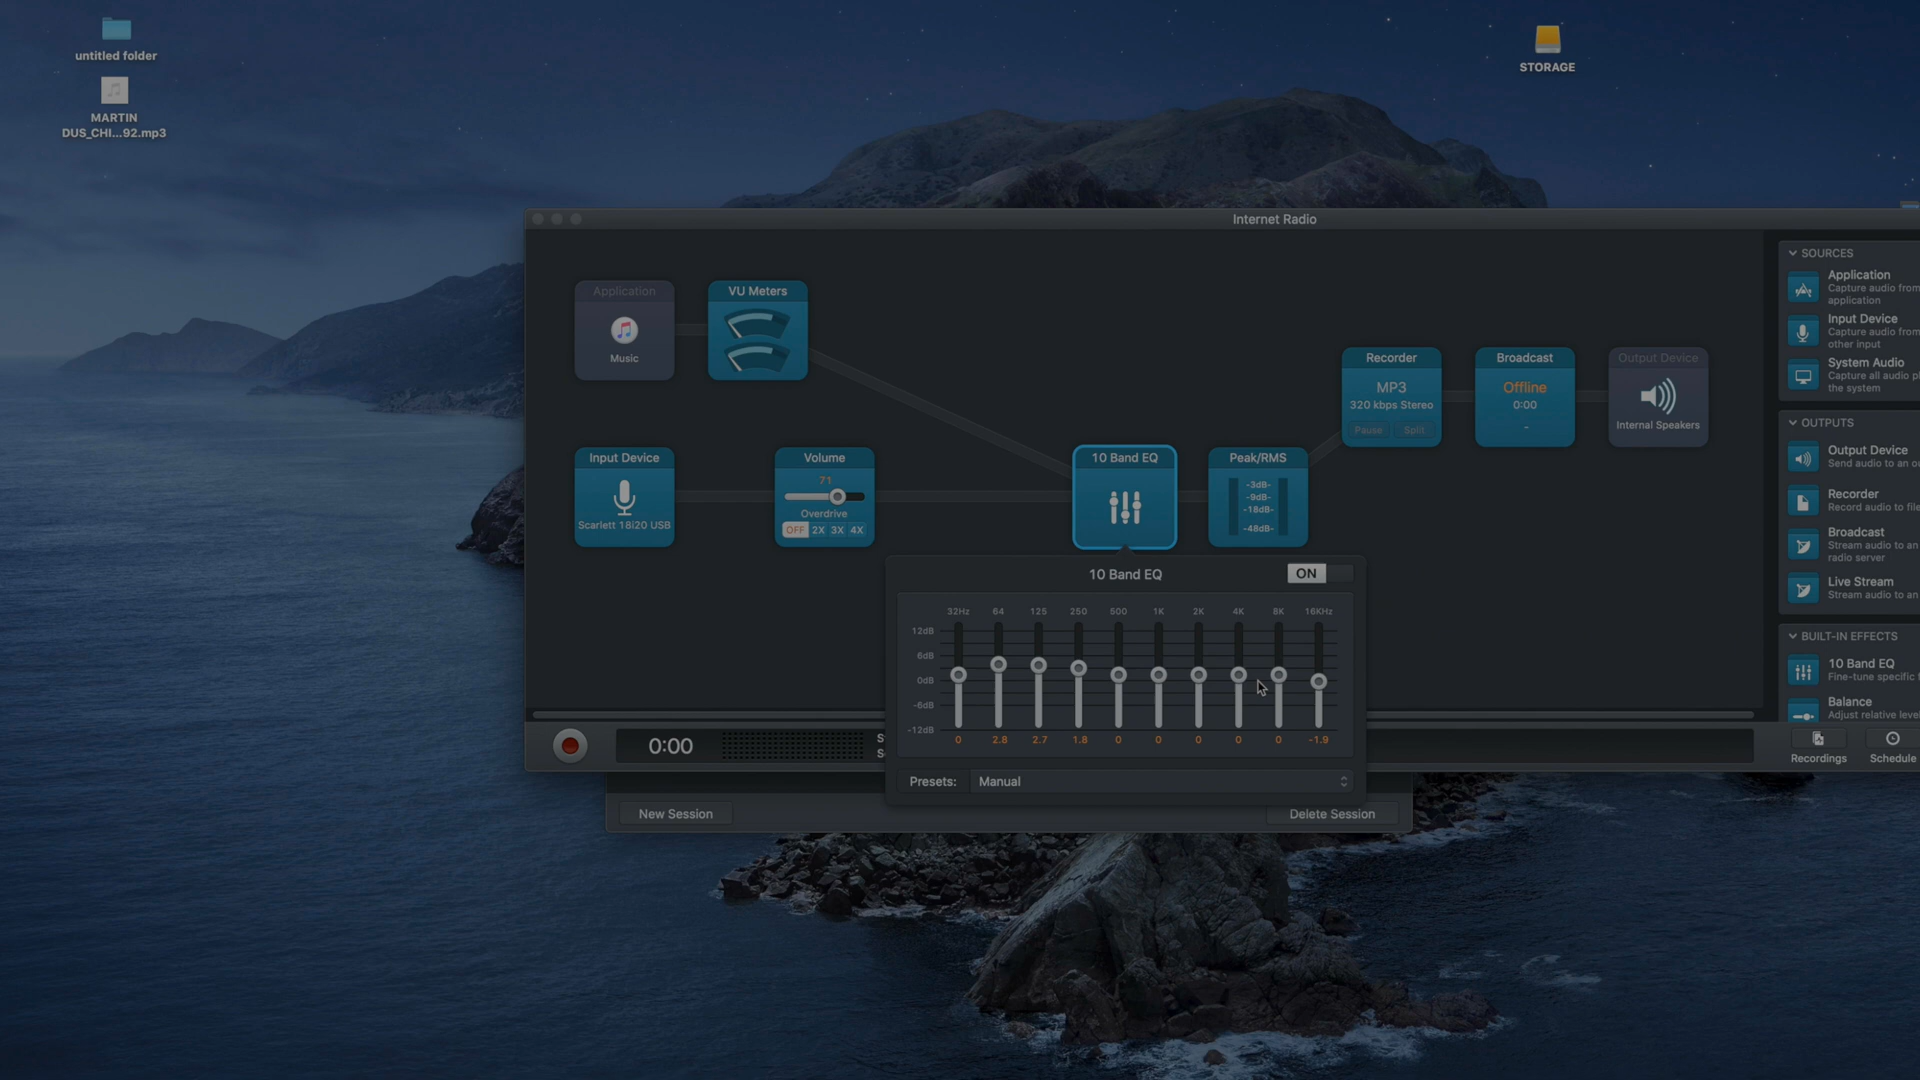 untitled folder
MARTIN
DUS_CHI...92.mp3
STORAGE
Internet Radio
Application
Music
VU Meters
Input Device
Scarlett 18i20 USB
Volume
71
Overdrive
OFF 2X 3X 4X
10 Band EQ
Peak/RMS
-3dB-
-9dB-
-18dB-
-48dB-
Recorder
MP3
320 kbps Stereo
Pause Split
Broadcast
Offline
0:00
-
Output Device
Internal Speakers
10 Band EQ
ON
32Hz 64 125 250 500 1K 2K 4K 8K 16KHz
12dB
6dB
0dB
-6dB
-12dB
0 2.8 2.7 1.8 0 0 0 0 0 -1.9
Presets: Manual
0:00
New Session
Delete Session
SOURCES
Application
Capture audio from
application
Input Device
Capture audio from
other input
System Audio
Capture all audio pl
the system
OUTPUTS
Output Device
Send audio to an ou
Recorder
Record audio to file
Broadcast
Stream audio to an
radio server
Live Stream
Stream audio to an
BUILT-IN EFFECTS
10 Band EQ
Fine-tune specific f
Balance
Adjust relative level
Recordings
Schedule